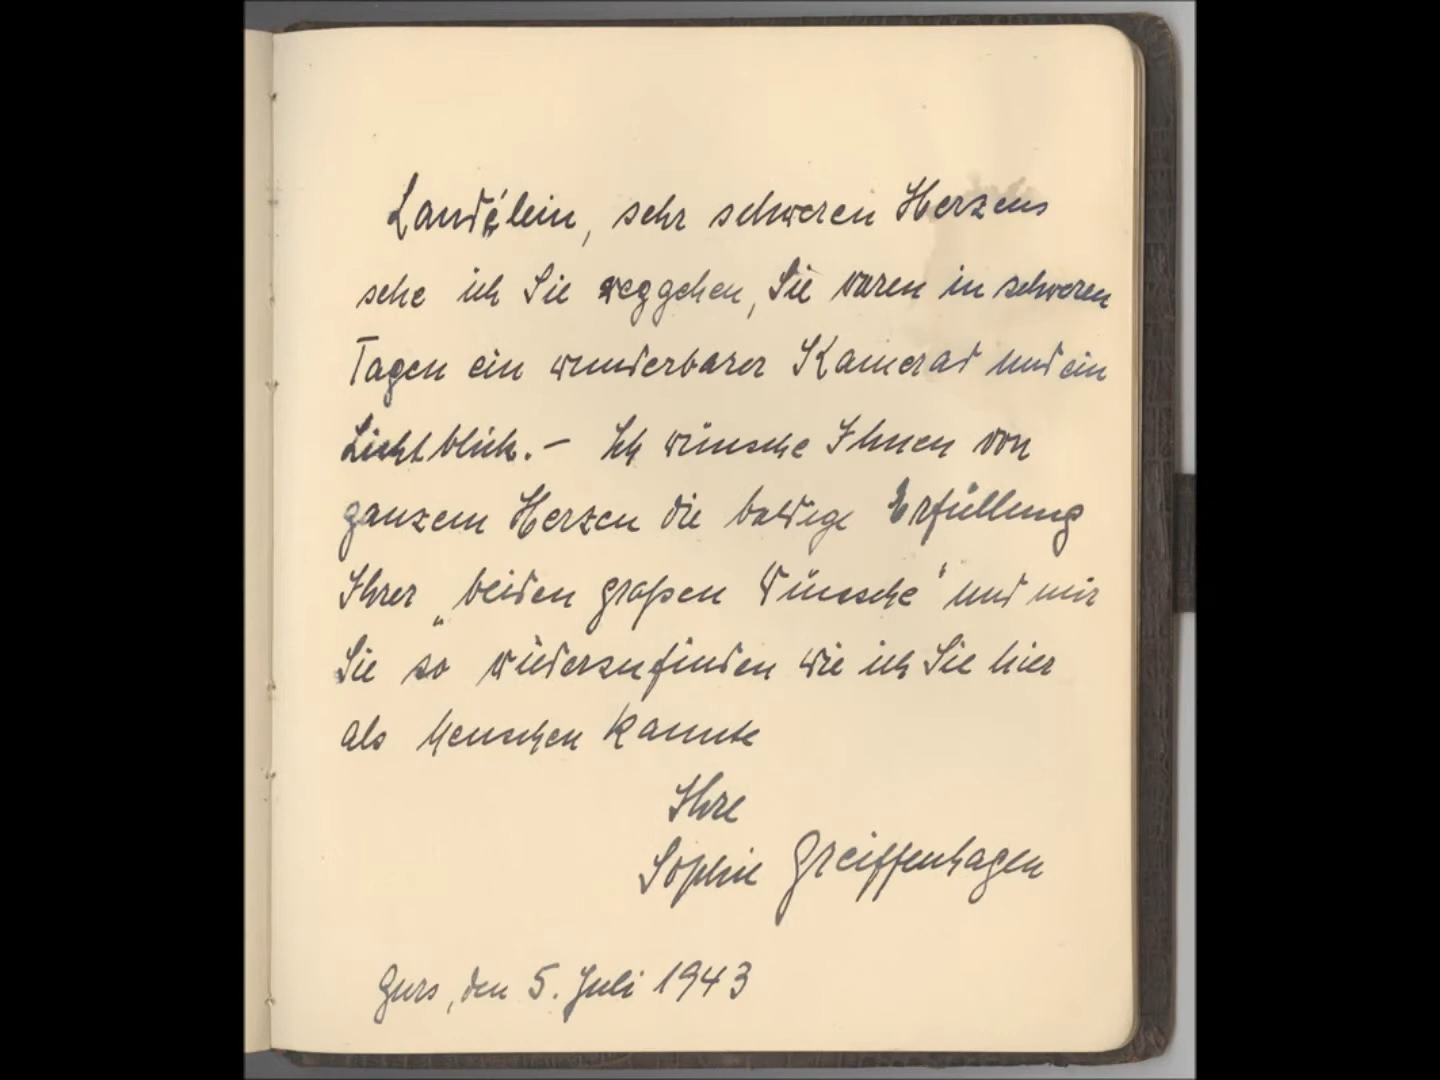 Landélein, sehr schweren Herzens
sehe ich Sie weggehen, Sie waren in schweren
Tagen ein wunderbarer Kamerad und ein
Lichtblick. – Ich wünsche Ihnen von
ganzem Herzen die baldige Erfüllung
Ihrer „beiden großen Wünsche“ und mir
Sie so wiederzufinden wie ich Sie hier
als Menschen kannte
Ihre
Sophie Greiffenhagen
Gurs, den 5. Juli 1943